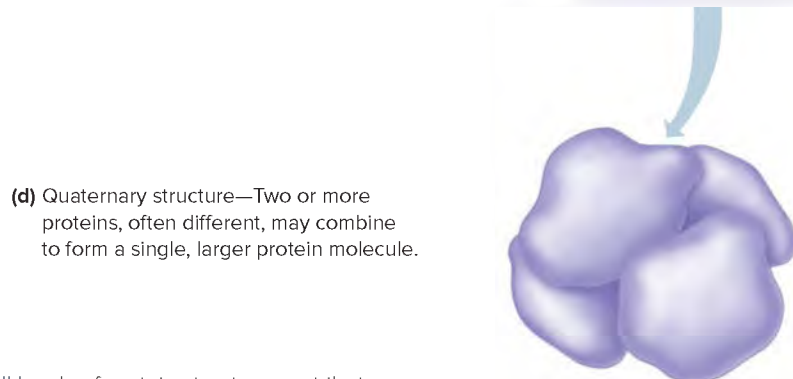 (d) Quaternary structure—Two or more
proteins, often different, may combine
to form a single, larger protein molecule.